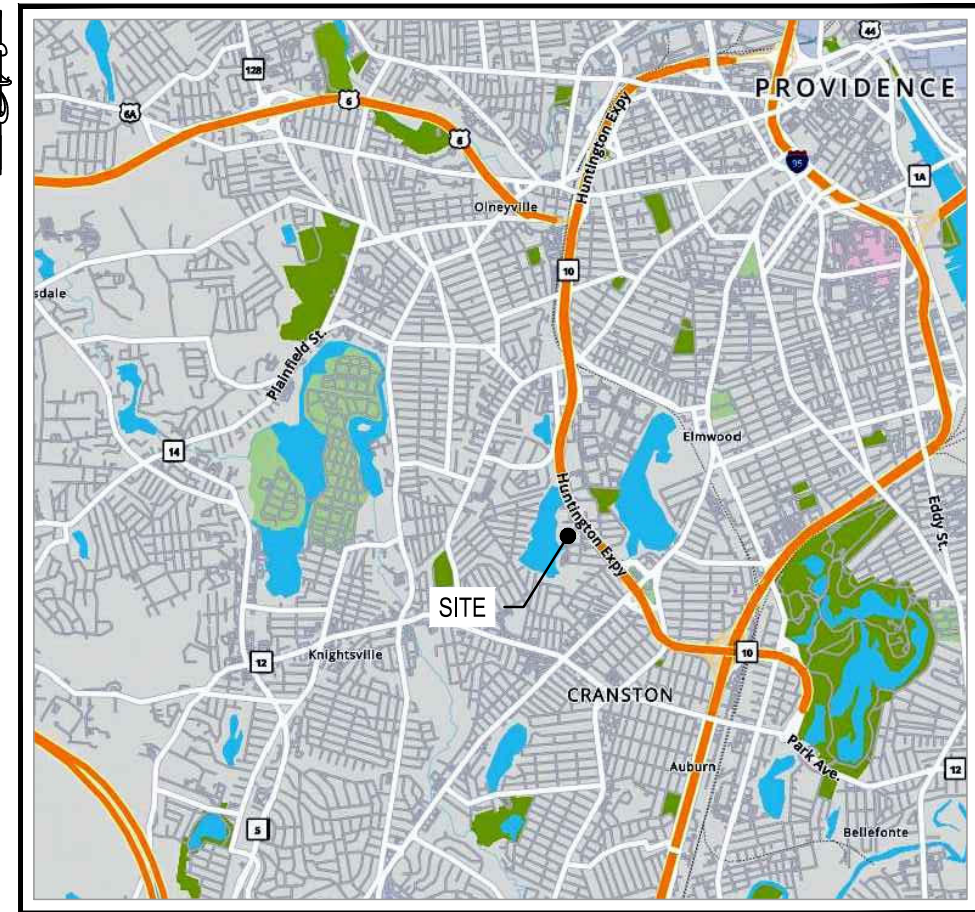 44
128
6
6A
PROVIDENCE
6
Huntington Expy
95
1A
Olneyville
10
sdale
Plainfield St.
Elmwood
14
Huntington Expy
Eddy St.
SITE
Knightsville
12
10
CRANSTON
Park Ave.
Auburn
12
5
Bellefonte